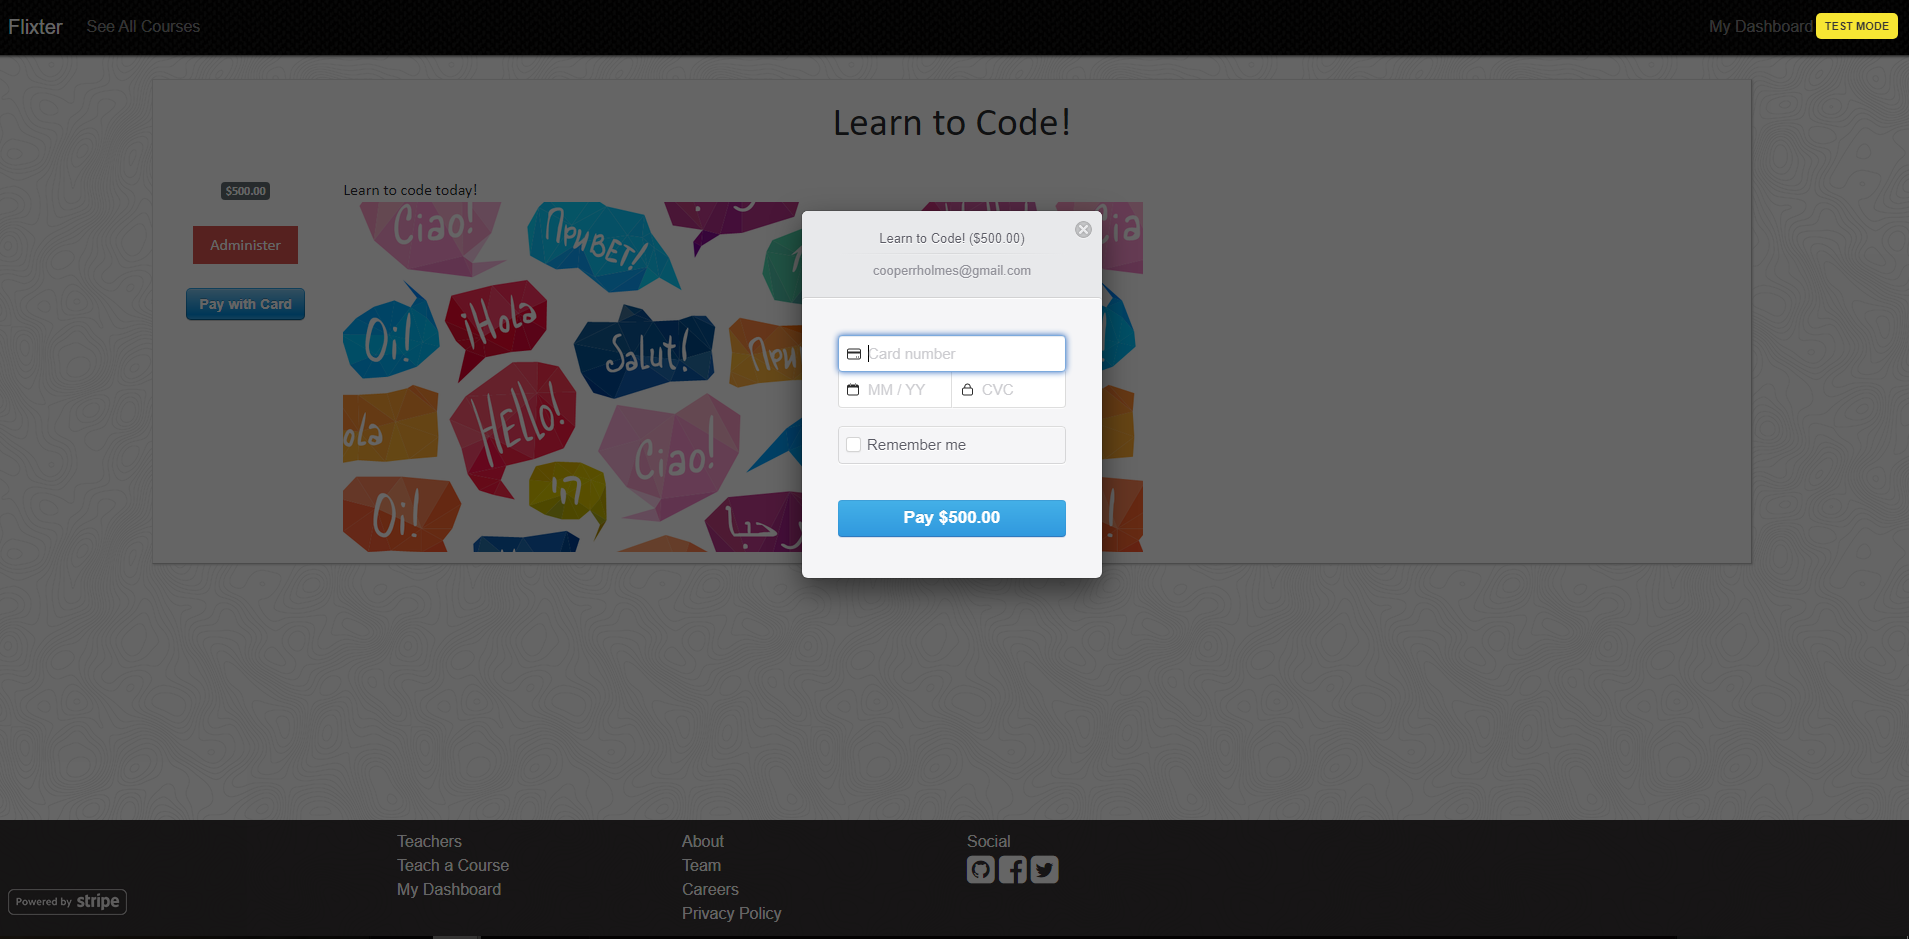 Flixter
See All Courses
My Dashboard
TEST MODE
Learn to Code!
$500.00
Administer
Pay with Card
Learn to code today!
Ciao!
Привет!
Oi!
¡Hola
Salut!
ola
Hello!
Ciao!
Oi!
Learn to Code! ($500.00)
cooperrholmes@gmail.com
Card number
MM / YY
CVC
Remember me
Pay $500.00
Teachers
Teach a Course
My Dashboard
About
Team
Careers
Privacy Policy
Social
Powered by stripe